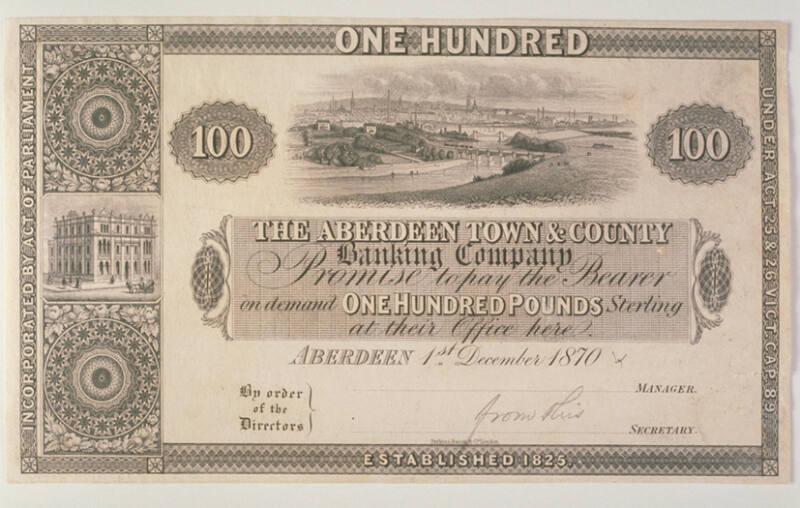 ONE HUNDRED
INCORPORATED BY ACT OF PARLIAMENT
UNDER ACT 25 & 26 VICT. CAP. 89
100
100
THE ABERDEEN TOWN & COUNTY
Banking Company
Promise to pay the Bearer
on demand ONE HUNDRED POUNDS Sterling
at their Office here.
ABERDEEN 1st December 1870
By order
of the
Directors
MANAGER.
from this
SECRETARY.
ESTABLISHED 1825.